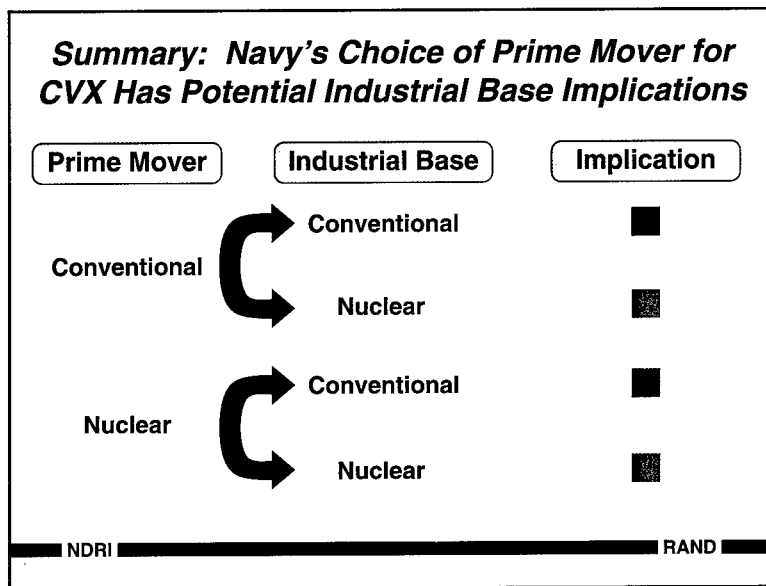 Summary: Navy's Choice of Prime Mover for
CVX Has Potential Industrial Base Implications
Prime Mover Industrial Base Implication
Conventional
Conventional
Nuclear
Conventional
Nuclear
Nuclear
NDRI RAND